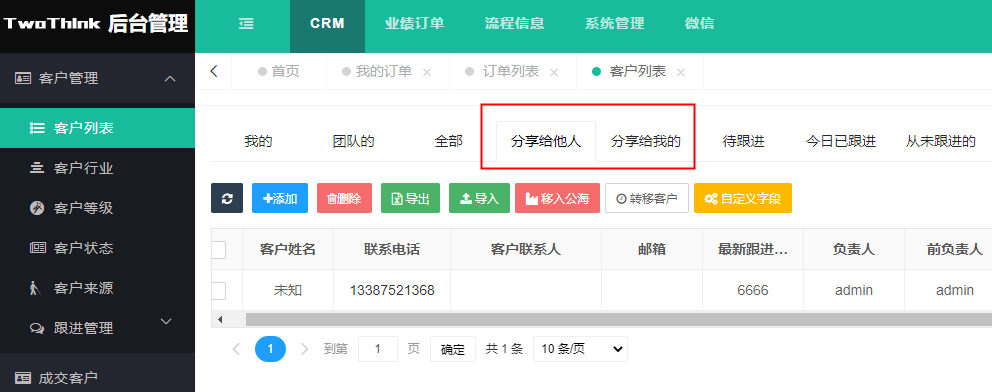 TwoThink 后台管理
CRM 业绩订单 流程信息 系统管理 微信
客户管理
首页 我的订单 × 订单列表 × 客户列表 ×
客户列表
我的 团队的 全部 分享给他人 分享给我的 待跟进 今日已跟进 从未跟进的
客户行业
+添加 删除 导出 导入 移入公海 转移客户 自定义字段
客户等级
客户姓名 联系电话 客户联系人 邮箱 最新跟进... 负责人 前负责人
客户状态
未知 13387521368 6666 admin admin
客户来源
跟进管理
1 到第 1 页 确定 共 1 条 10 条/页
成交客户